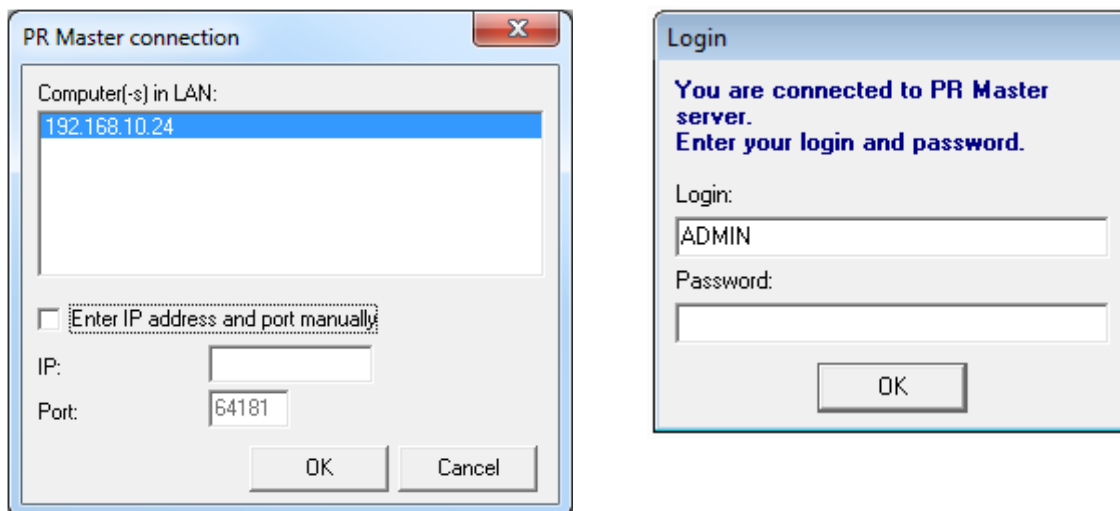 PR Master connection
Computer(-s) in LAN:
192.168.10.24
Enter IP address and port manually
IP:
Port:
64181
OK
Cancel
Login
You are connected to PR Master
server.
Enter your login and password.
Login:
ADMIN
Password:
OK